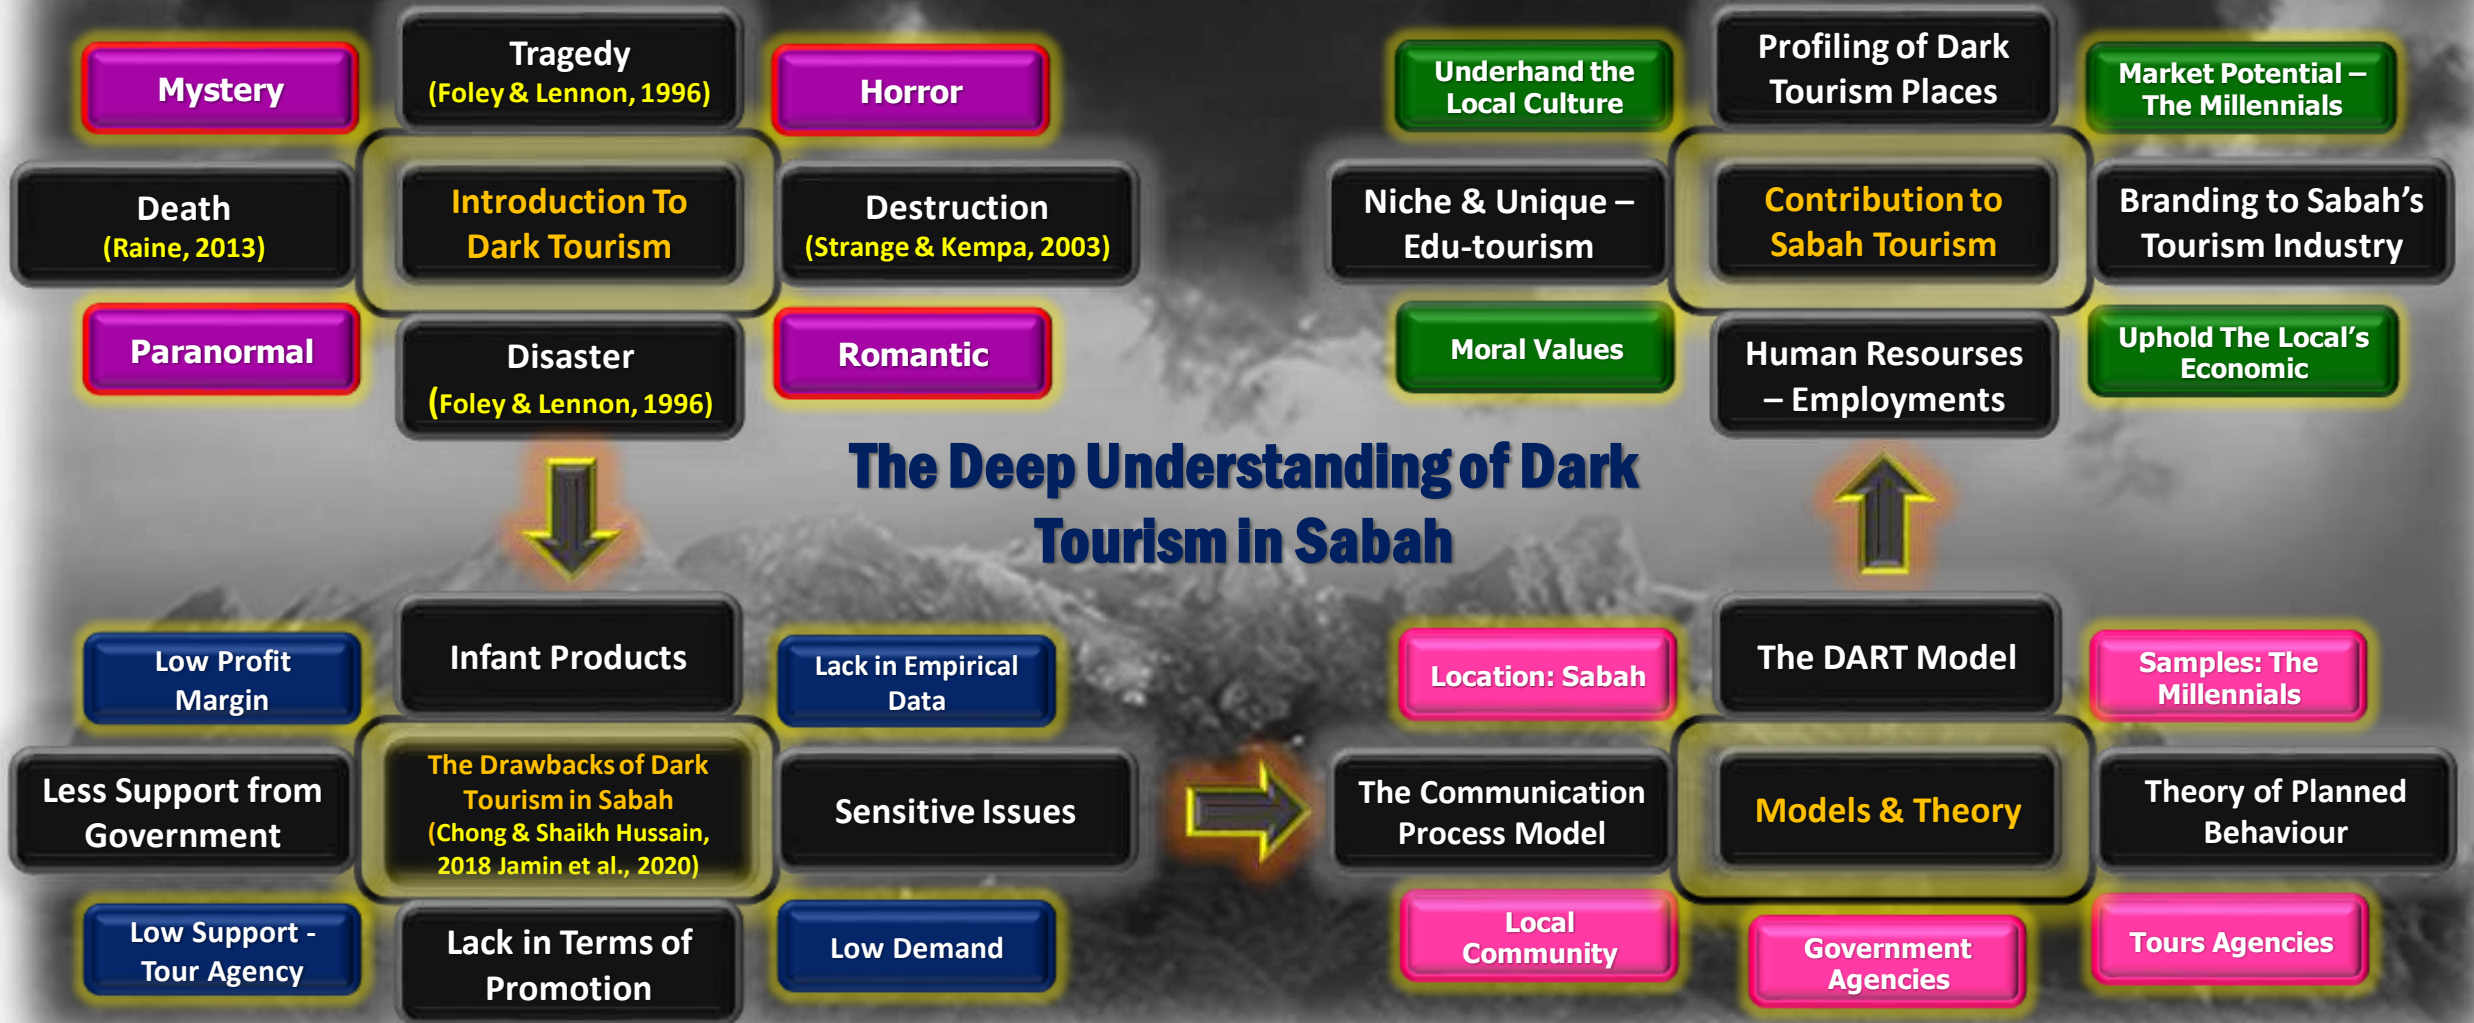 Mystery
Tragedy
(Foley & Lennon, 1996)
Horror
Death
(Raine, 2013)
Introduction To
Dark Tourism
Destruction
(Strange & Kempa, 2003)
Paranormal
Disaster
(Foley & Lennon, 1996)
Romantic
Underhand the
Local Culture
Profiling of Dark
Tourism Places
Market Potential –
The Millennials
Niche & Unique –
Edu-tourism
Contribution to
Sabah Tourism
Branding to Sabah's
Tourism Industry
Moral Values
Human Resourses
– Employments
Uphold The Local's
Economic
The Deep Understanding of Dark
Tourism in Sabah
Low Profit
Margin
Infant Products
Lack in Empirical
Data
Less Support from
Government
The Drawbacks of Dark
Tourism in Sabah
(Chong & Shaikh Hussain,
2018 Jamin et al., 2020)
Sensitive Issues
Low Support -
Tour Agency
Lack in Terms of
Promotion
Low Demand
Location: Sabah
The DART Model
Samples: The
Millennials
The Communication
Process Model
Models & Theory
Theory of Planned
Behaviour
Local
Community
Government
Agencies
Tours Agencies